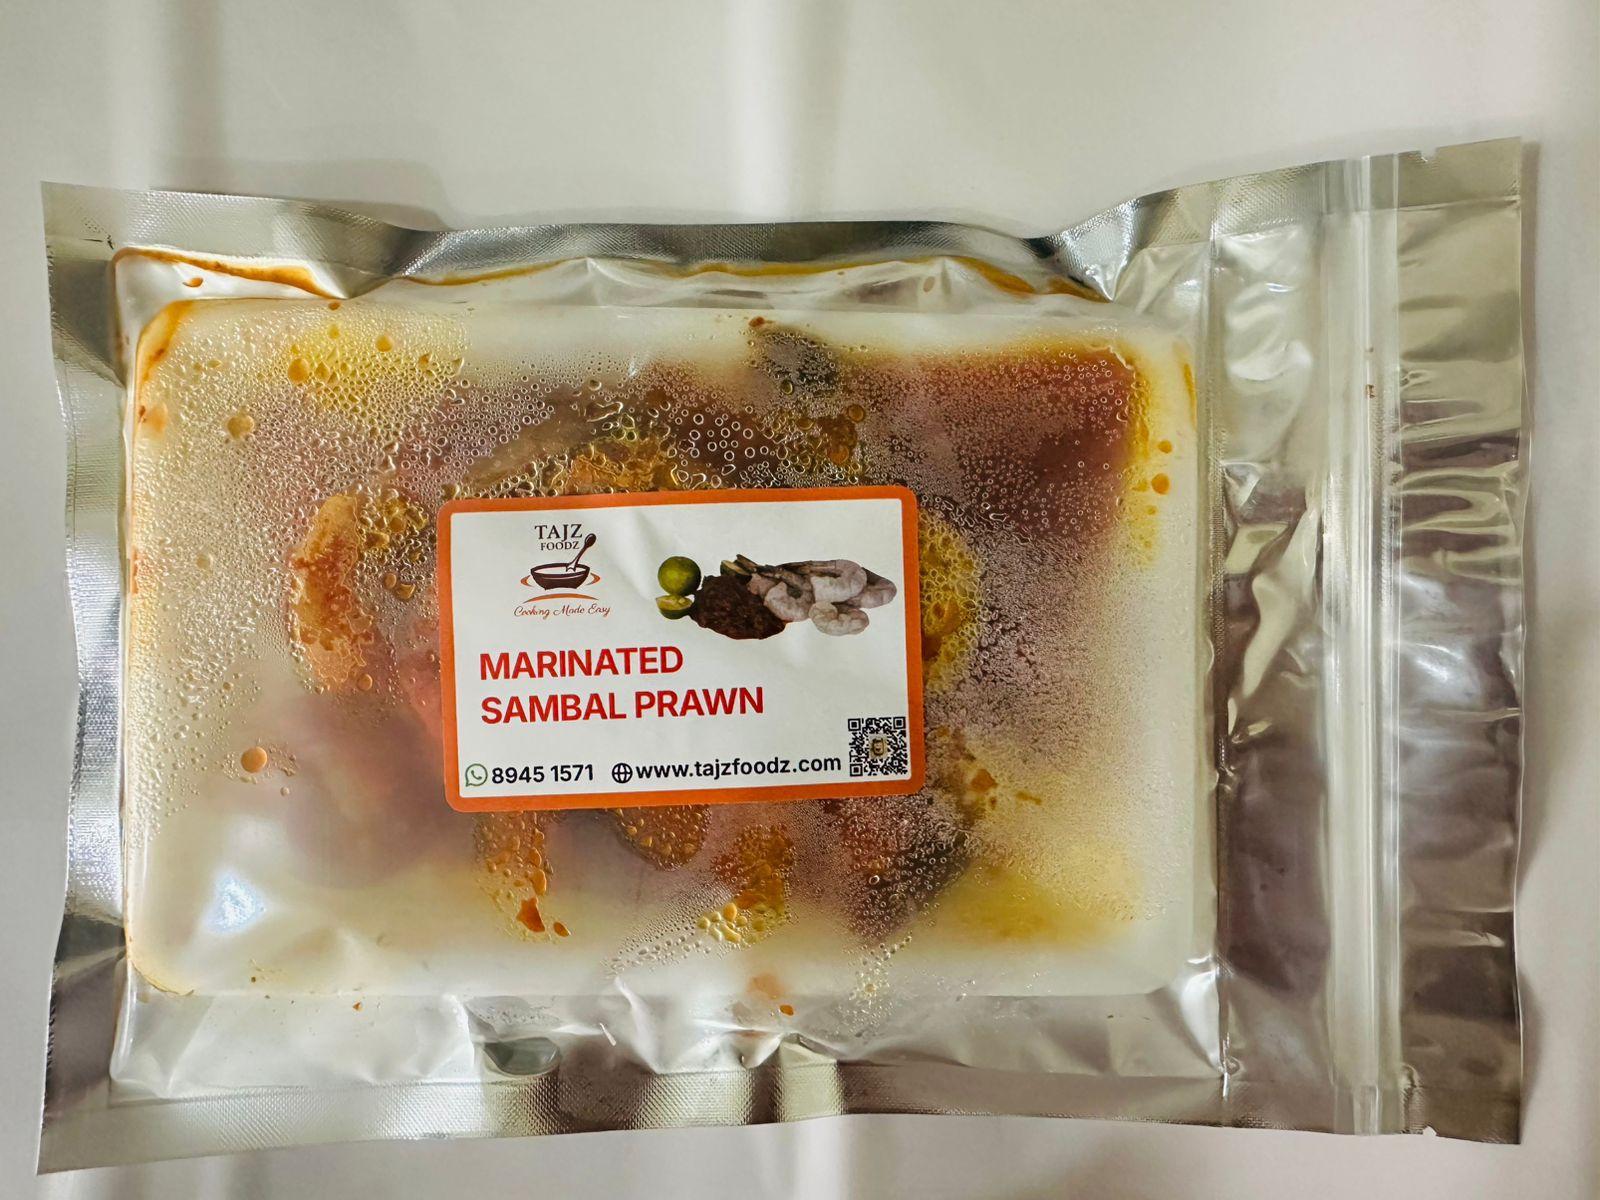 TAJZ
FOODZ
Cooking Made Easy
MARINATED
SAMBAL PRAWN
8945 1571 www.tajzfoodz.com